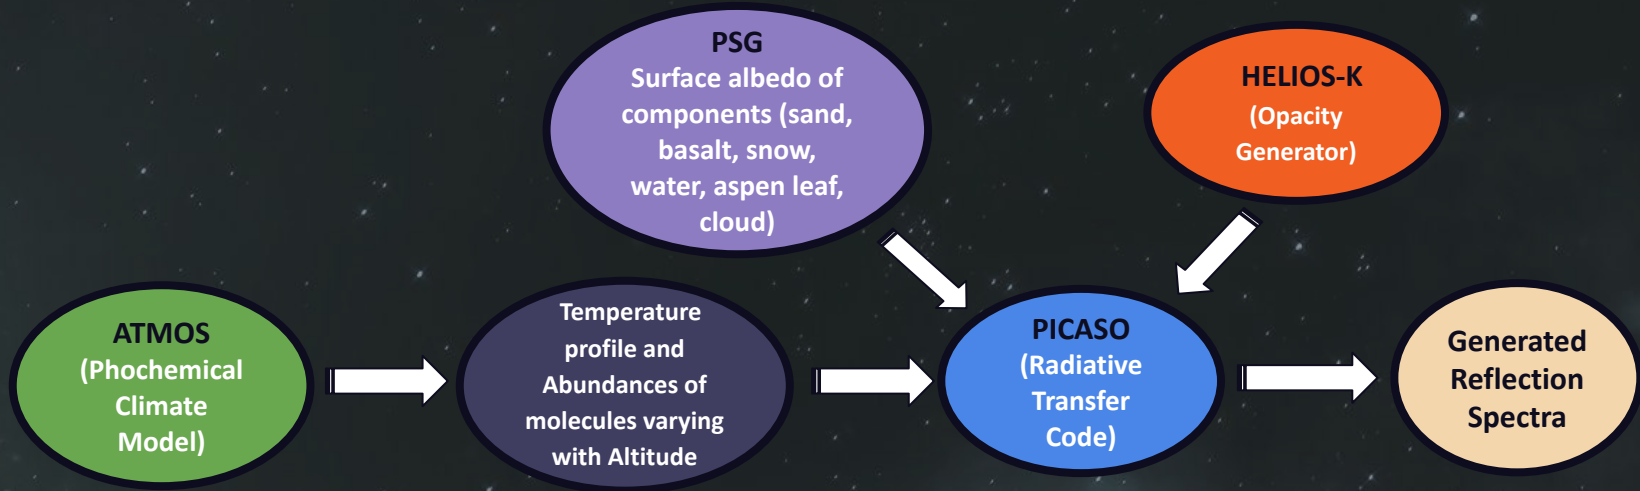 PSG
Surface albedo of
components (sand,
basalt, snow,
water, aspen leaf,
cloud)
HELIOS-K
(Opacity
Generator)
ATMOS
(Phochemical
Climate
Model)
Temperature
profile and
Abundances of
molecules varying
with Altitude
PICASO
(Radiative
Transfer
Code)
Generated
Reflection
Spectra